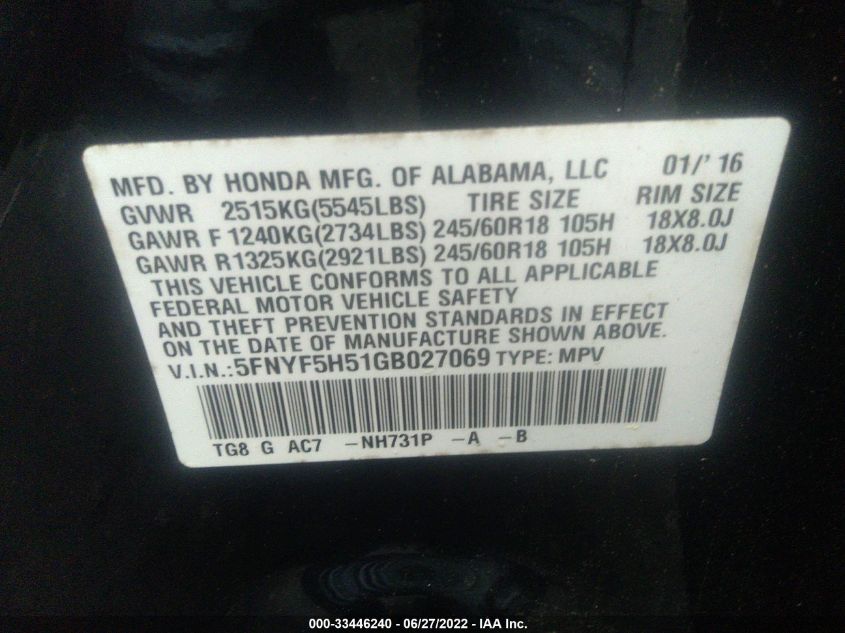 MFD. BY HONDA MFG. OF ALABAMA, LLC 01/' 16
GVWR 2515KG(5545LBS) TIRE SIZE RIM SIZE
GAWR F 1240KG(2734LBS) 245/60R18 105H 18X8.0J
GAWR R1325KG(2921LBS) 245/60R18 105H 18X8.0J
THIS VEHICLE CONFORMS TO ALL APPLICABLE
FEDERAL MOTOR VEHICLE SAFETY
AND THEFT PREVENTION STANDARDS IN EFFECT
ON THE DATE OF MANUFACTURE SHOWN ABOVE.
V.I.N.:5FNYF5H51GB027069 TYPE: MPV
TG8 G AC7 -NH731P -A -B
000-33446240 - 06/27/2022 - IAA Inc.